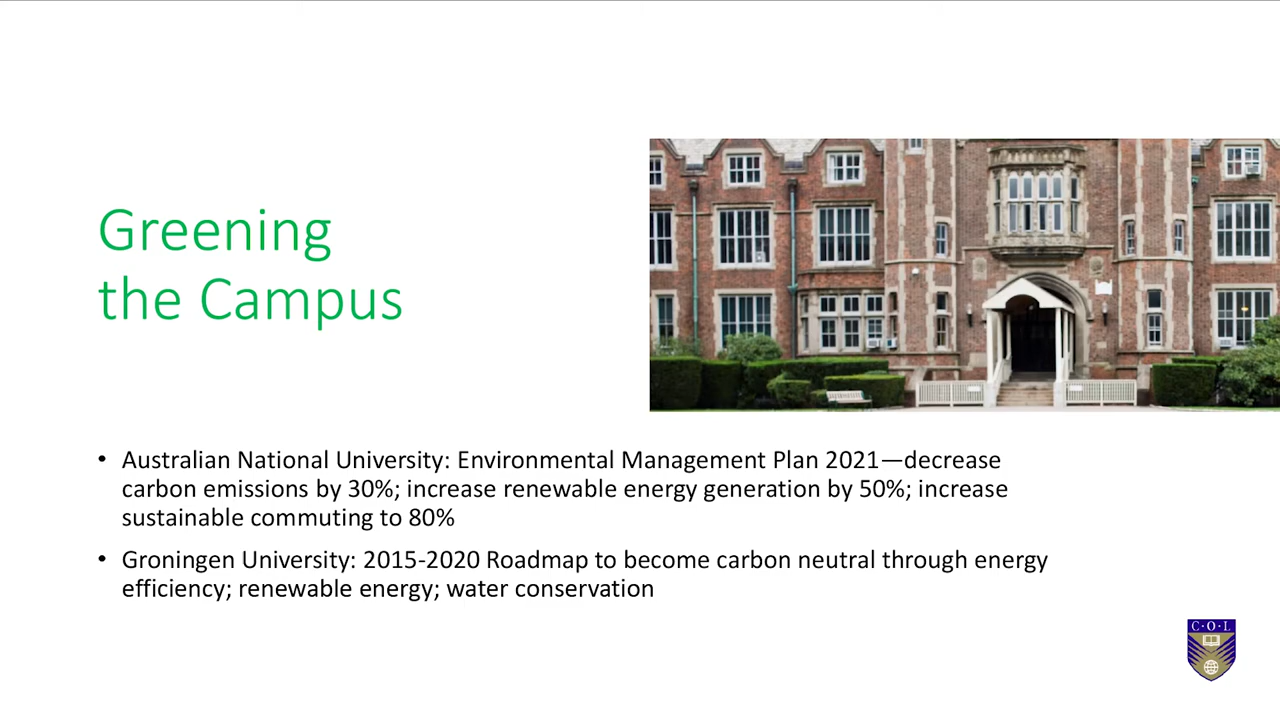 Greening
the Campus
• Australian National University: Environmental Management Plan 2021—decrease
carbon emissions by 30%; increase renewable energy generation by 50%; increase
sustainable commuting to 80%
• Groningen University: 2015-2020 Roadmap to become carbon neutral through energy
efficiency; renewable energy; water conservation
C·O·L